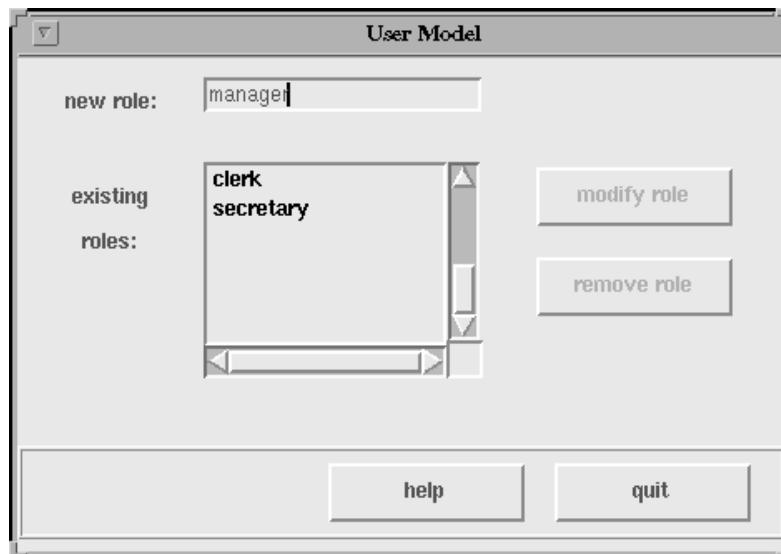 User Model
new role:
manager
existing
roles:
clerk
secretary
modify role
remove role
help
quit